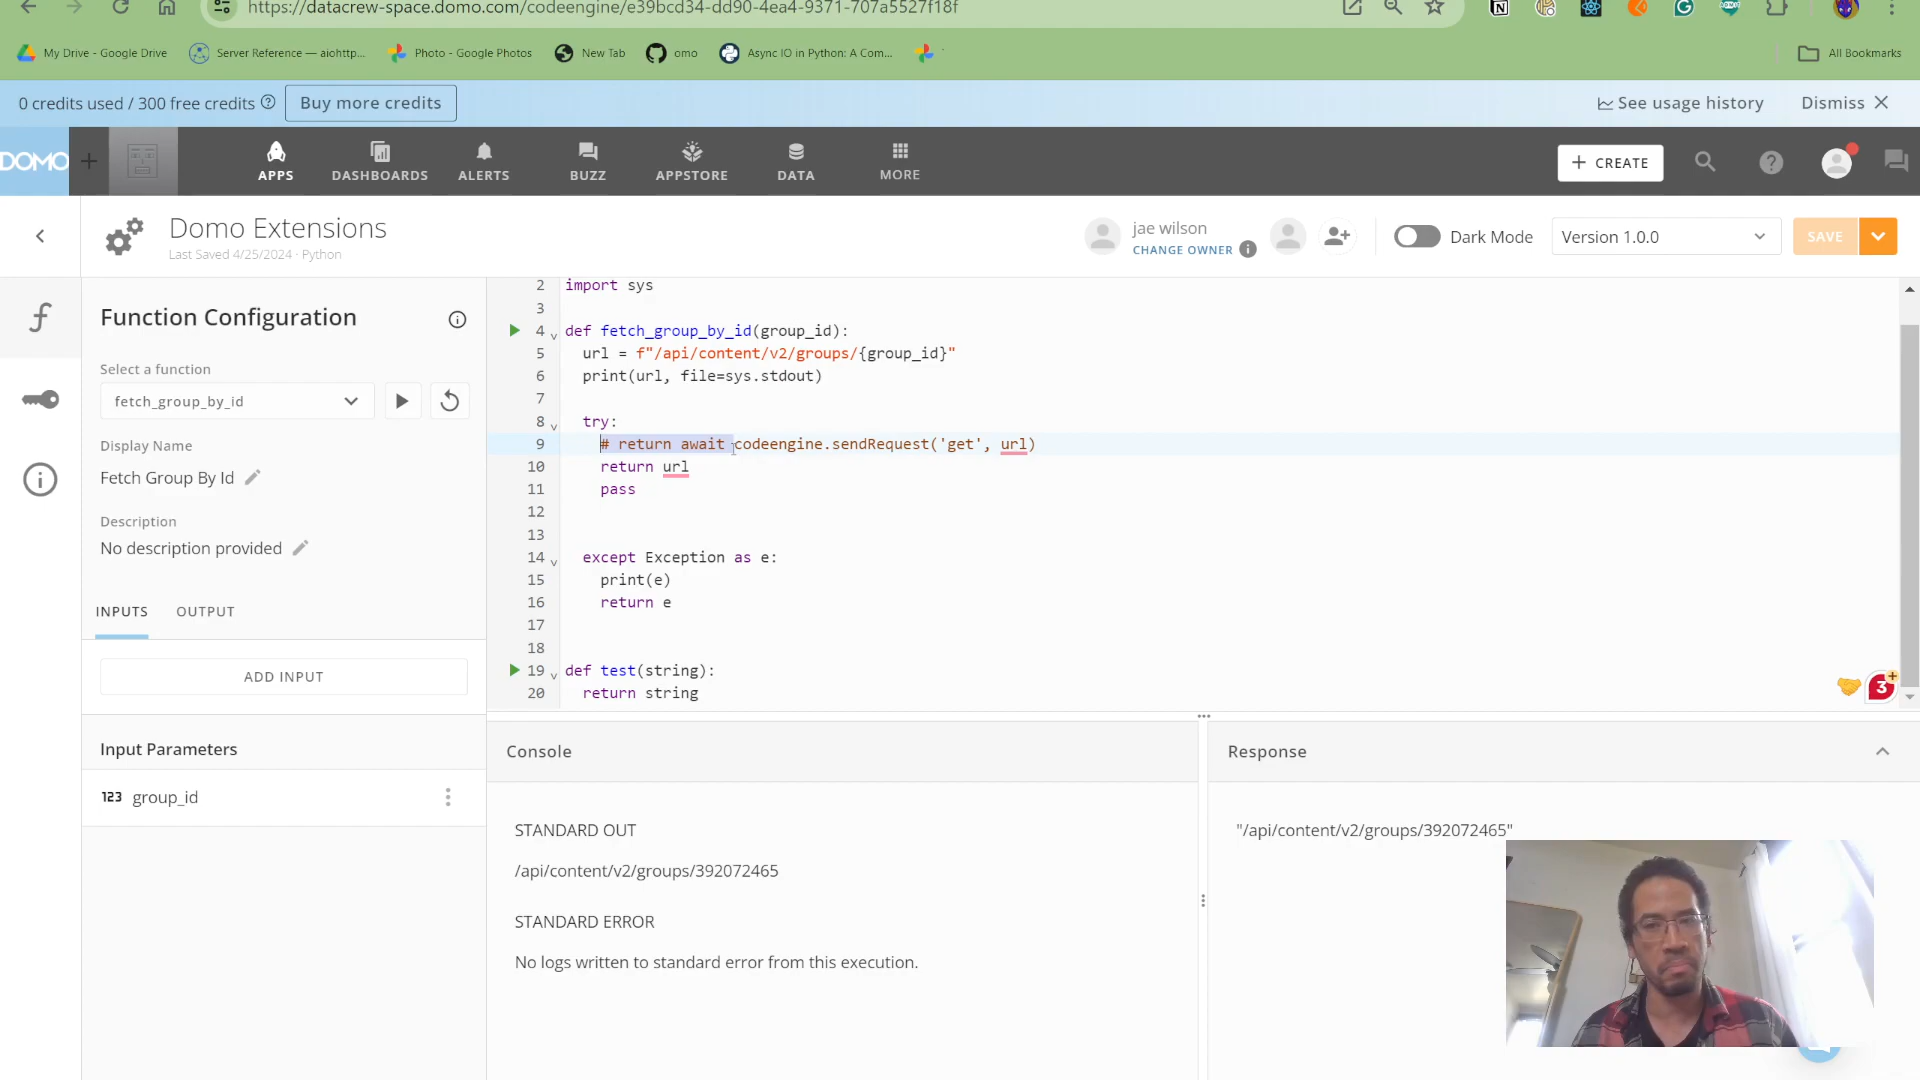 https://datacrew-space.domo.com/codeengine/e39bcd34-dd90-4ea4-9371-707a5527f18f
My Drive - Google Drive
Server Reference — aiohttp...
Photo - Google Photos
New Tab
omo
Async IO in Python: A Com...
All Bookmarks
0 credits used / 300 free credits
Buy more credits
See usage history
Dismiss
DOMO
APPS
DASHBOARDS
ALERTS
BUZZ
APPSTORE
DATA
MORE
+ CREATE
Domo Extensions
Last Saved 4/25/2024 · Python
jae wilson
CHANGE OWNER
Dark Mode
Version 1.0.0
SAVE
Function Configuration
Select a function
fetch_group_by_id
Display Name
Fetch Group By Id
Description
No description provided
INPUTS
OUTPUT
ADD INPUT
Input Parameters
123 group_id
2 import sys
3
4 def fetch_group_by_id(group_id):
5 url = f"/api/content/v2/groups/{group_id}"
6 print(url, file=sys.stdout)
7
8 try:
9 # return await codeengine.sendRequest('get', url)
10 return url
11 pass
12
13
14 except Exception as e:
15 print(e)
16 return e
17
18
19 def test(string):
20 return string
3
Console
STANDARD OUT
/api/content/v2/groups/392072465
STANDARD ERROR
No logs written to standard error from this execution.
Response
"/api/content/v2/groups/392072465"